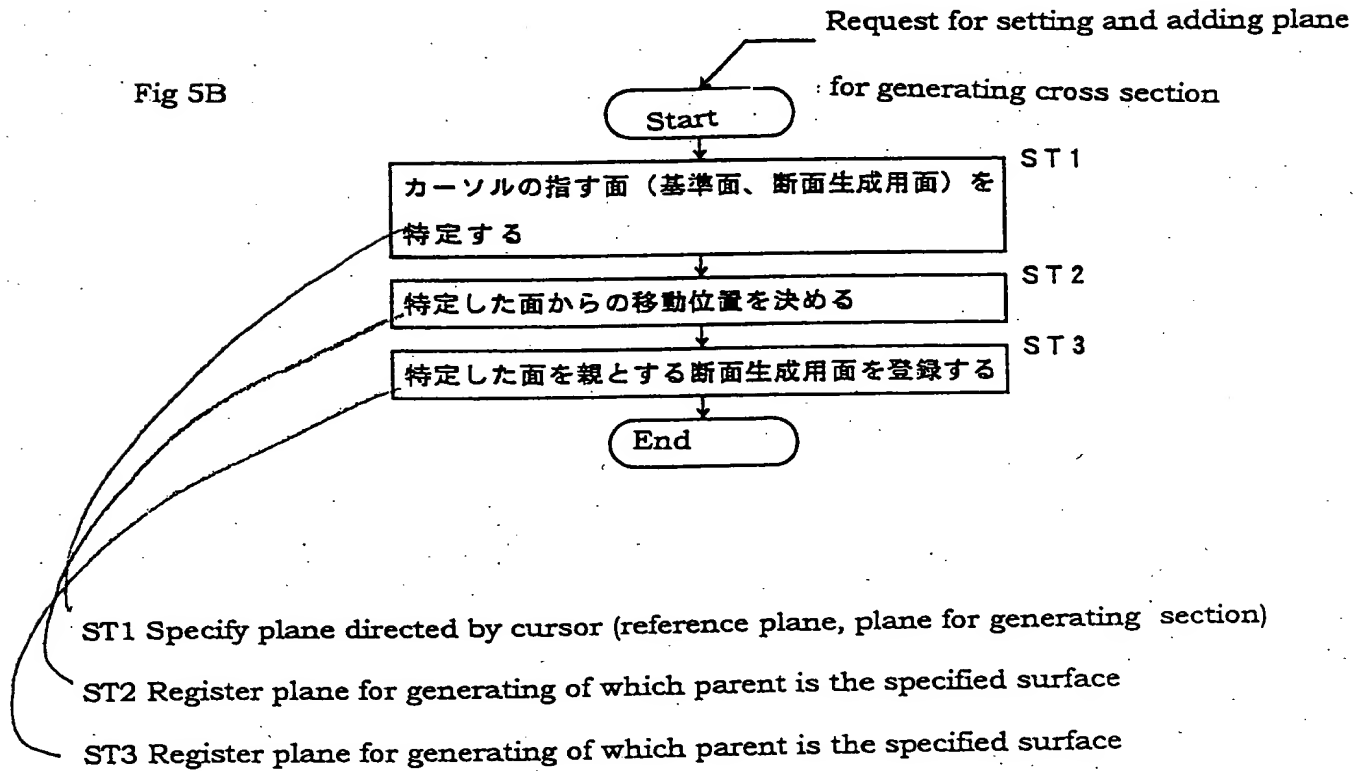 Request for setting and adding plane
Fig 5B
for generating cross section
Start
ST1
カーソルの指す面（基準面、断面生成用面）を
特定する
ST2
特定した面からの移動位置を決める
ST3
特定した面を親とする断面生成用面を登録する
End
ST1 Specify plane directed by cursor (reference plane, plane for generating section)
ST2 Register plane for generating of which parent is the specified surface
ST3 Register plane for generating of which parent is the specified surface